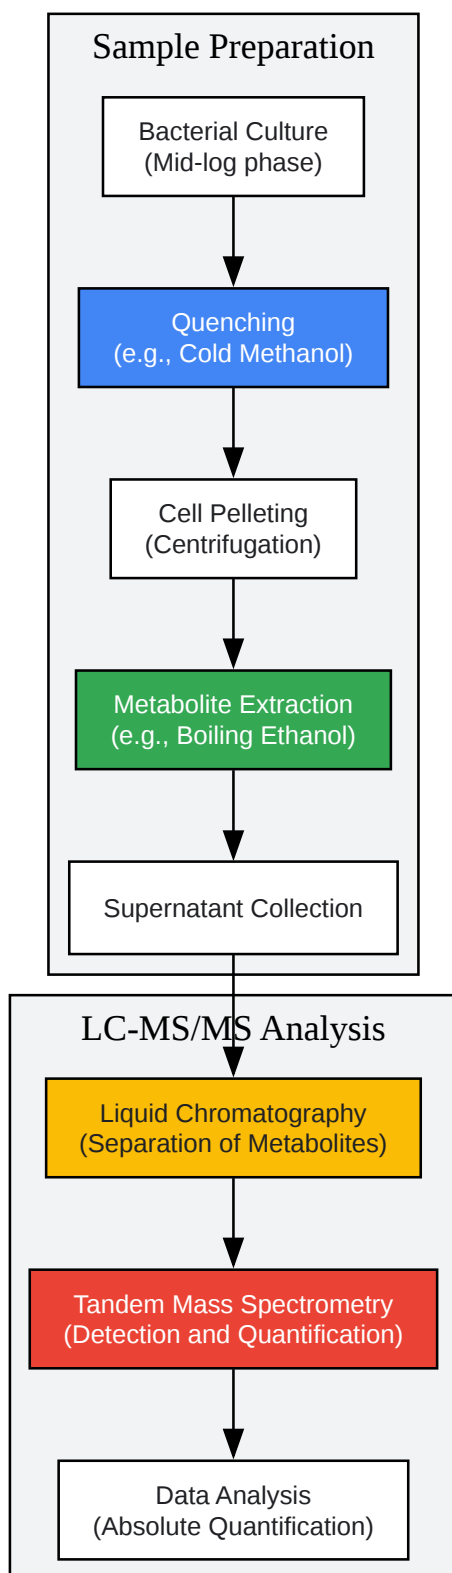 Sample Preparation
Bacterial Culture
(Mid-log phase)
Quenching
(e.g., Cold Methanol)
Cell Pelleting
(Centrifugation)
Metabolite Extraction
(e.g., Boiling Ethanol)
Supernatant Collection
LC-MS/MS Analysis
Liquid Chromatography
(Separation of Metabolites)
Tandem Mass Spectrometry
(Detection and Quantification)
Data Analysis
(Absolute Quantification)